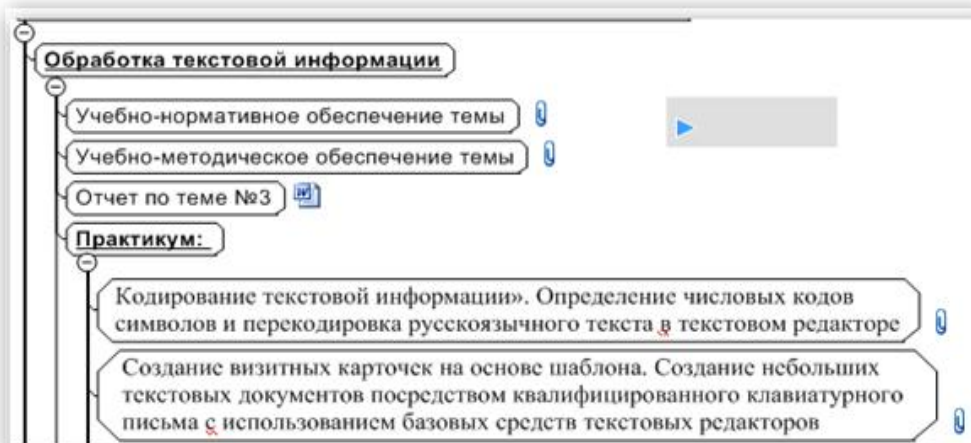 Обработка текстовой информации
Учебно-нормативное обеспечение темы
Учебно-методическое обеспечение темы
Отчет по теме №3
Практикум:
Кодирование текстовой информации». Определение числовых кодов
символов и перекодировка русскоязычного текста в текстовом редакторе
Создание визитных карточек на основе шаблона. Создание небольших
текстовых документов посредством квалифицированного клавиатурного
письма с использованием базовых средств текстовых редакторов